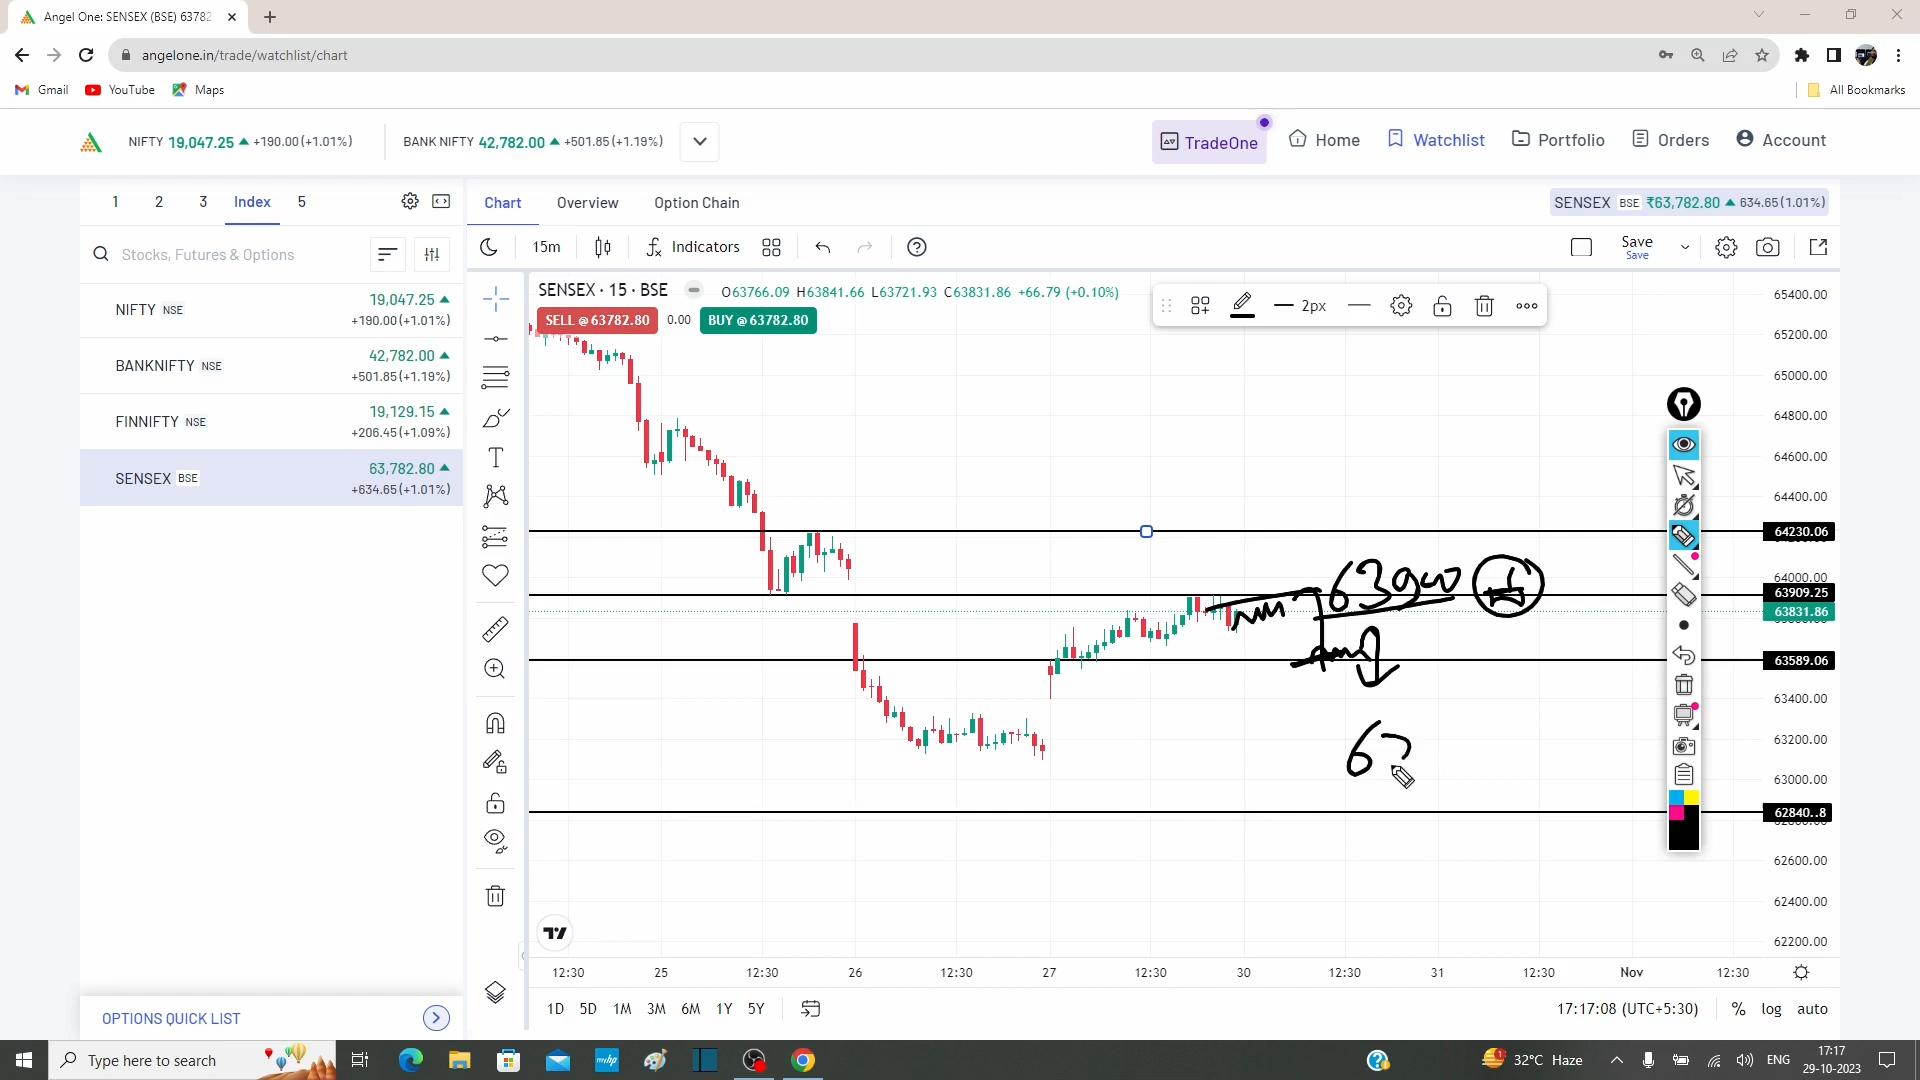 Angel One: SENSEX (BSE) 63782
angelone.in/trade/watchlist/chart
Gmail YouTube Maps All Bookmarks
NIFTY 19,047.25 +190.00 (+1.01%) BANK NIFTY 42,782.00 +501.85 (+1.19%) TradeOne Home Watchlist Portfolio Orders Account
1 2 3 Index 5
Stocks, Futures & Options
NIFTY NSE 19,047.25
+190.00 (+1.01%)
BANKNIFTY NSE 42,782.00
+501.85 (+1.19%)
FINNIFTY NSE 19,129.15
+206.45 (+1.09%)
SENSEX BSE 63,782.80
+634.65 (+1.01%)
OPTIONS QUICK LIST
Chart Overview Option Chain SENSEX BSE ₹63,782.80 634.65 (1.01%)
15m Indicators Save
Save
SENSEX · 15 · BSE O63766.09 H63841.66 L63721.93 C63831.86 +66.79 (+0.10%)
SELL @ 63782.80 0.00 BUY @ 63782.80
2px
65400.00
65200.00
65000.00
64800.00
64600.00
64400.00
64230.06
64000.00
63909.25
63831.86
63589.06
63400.00
63200.00
63000.00
62840..8
62600.00
62400.00
62200.00
63900
12:30 25 12:30 26 12:30 27 12:30 30 12:30 31 12:30 Nov 12:30
1D 5D 1M 3M 6M 1Y 5Y 17:17:08 (UTC+5:30) % log auto
Type here to search 32°C Haze ENG 17:17
29-10-2023